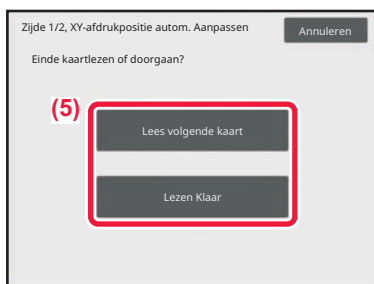 Zijde 1/2, XY-afdrukpositie autom. Aanpassen
Annuleren
Einde kaartlezen of doorgaan?
(5)
Lees volgende kaart
Lezen Klaar